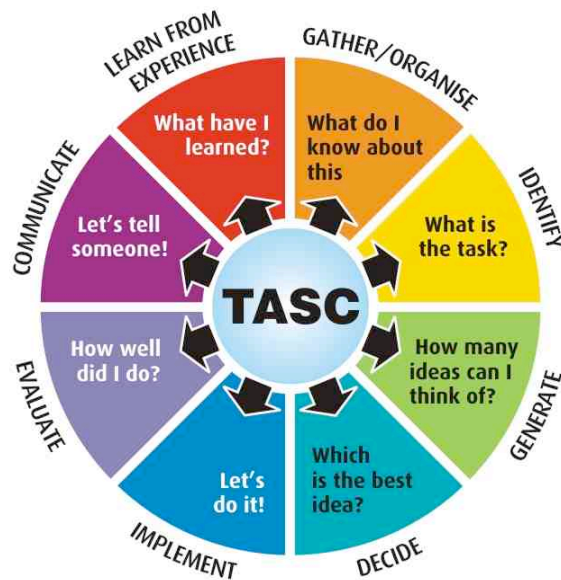 GATHER/ORGANISE
What do I
know about
this
IDENTIFY
What is
the task?
GENERATE
How many
ideas can I
think of?
DECIDE
Which
is the best
idea?
IMPLEMENT
Let's
do it!
EVALUATE
How well
did I do?
COMMUNICATE
Let's tell
someone!
LEARN FROM
EXPERIENCE
What have I
learned?
TASC